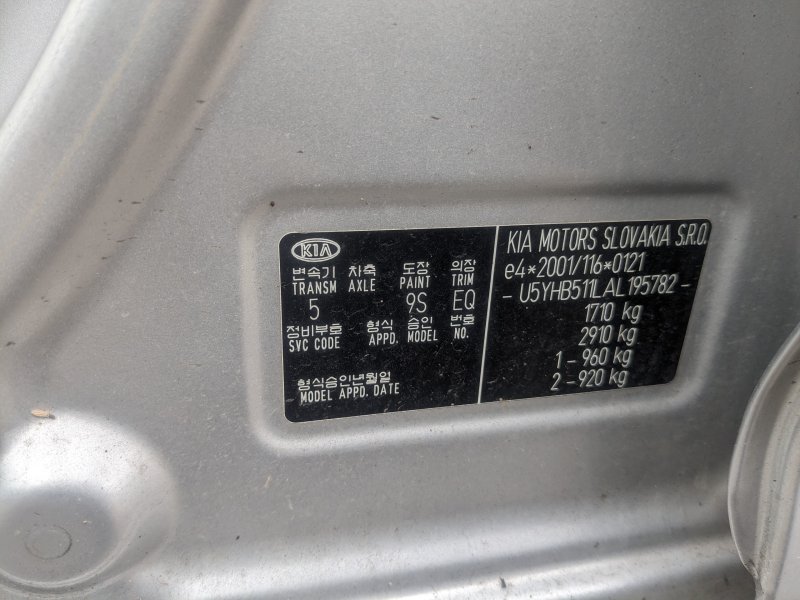 KIA
변속기 차축 도장 의장
TRANSM AXLE PAINT TRIM
5 9S EQ
정비부호 형식 승인 번호
SVC CODE APPD. MODEL NO.
형식승인년월일
MODEL APPD. DATE
KIA MOTORS SLOVAKIA S.R.O.
e4*2001/116*0121
- U5YHB511LAL195782 -
1710 kg
2910 kg
1 - 960 kg
2 - 920 kg